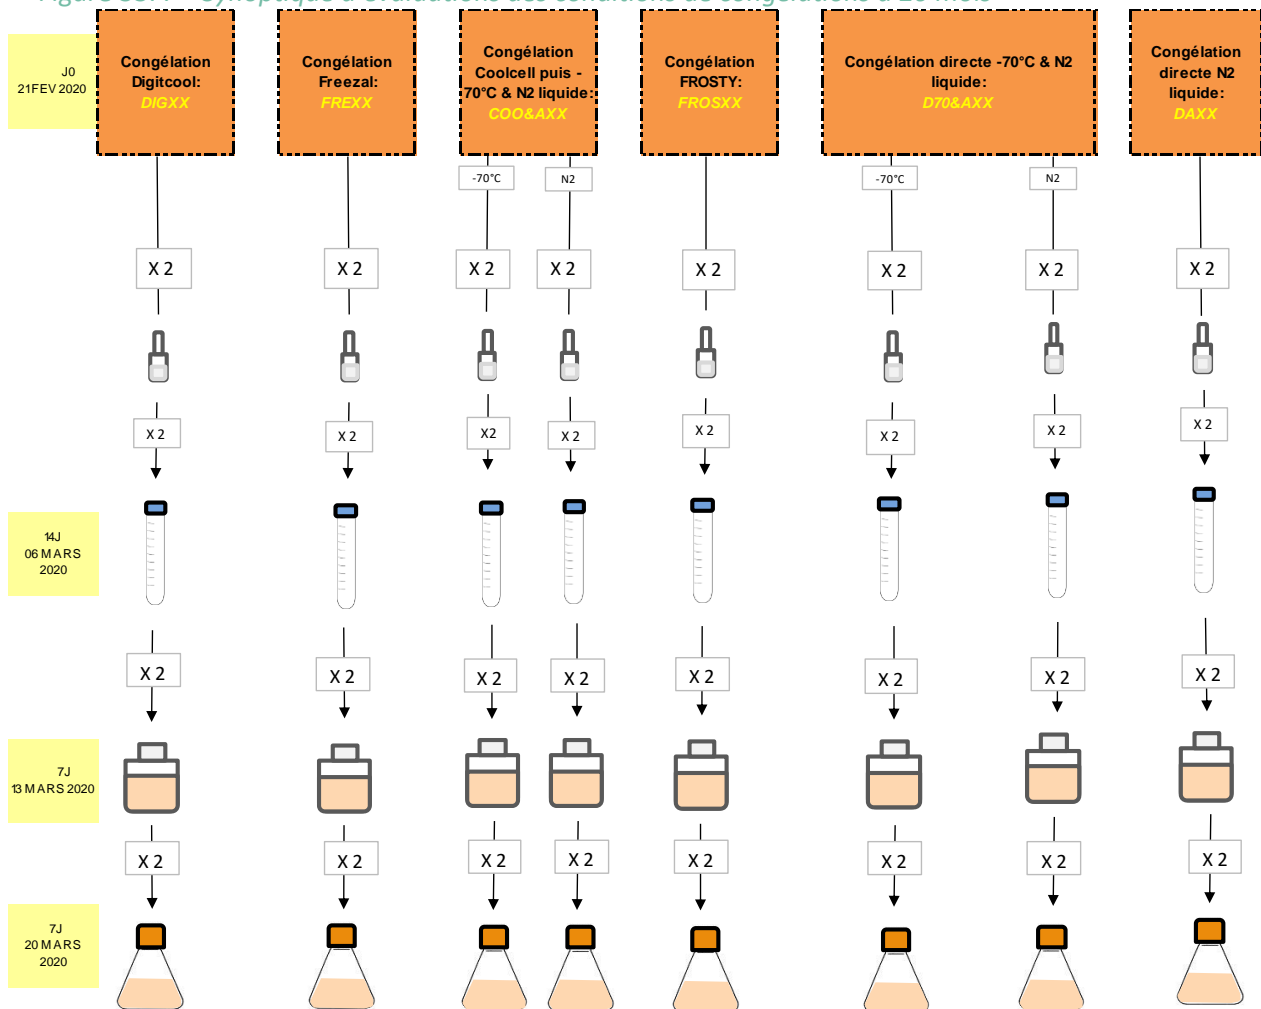 J0
21FEV 2020
Congélation
Digitcool:
DIGXX
Congélation
Freezal:
FREXX
Congélation
Coolcell puis -
70°C & N2 liquide:
COO&AXX
Congélation
FROSTY:
FROSXX
Congélation directe -70°C & N2
liquide:
D70&AXX
Congélation
directe N2
liquide:
DAXX
-70°C
N2
-70°C
N2
X 2
X 2
X 2
X 2
X 2
X 2
X 2
X 2
X 2
X 2
X2
X 2
X 2
X 2
X 2
X 2
14J
06 MARS
2020
X 2
X 2
X 2
X 2
X 2
X 2
X 2
X 2
7J
13 MARS 2020
X 2
X 2
X 2
X 2
X 2
X 2
X 2
X 2
7J
20 MARS
2020